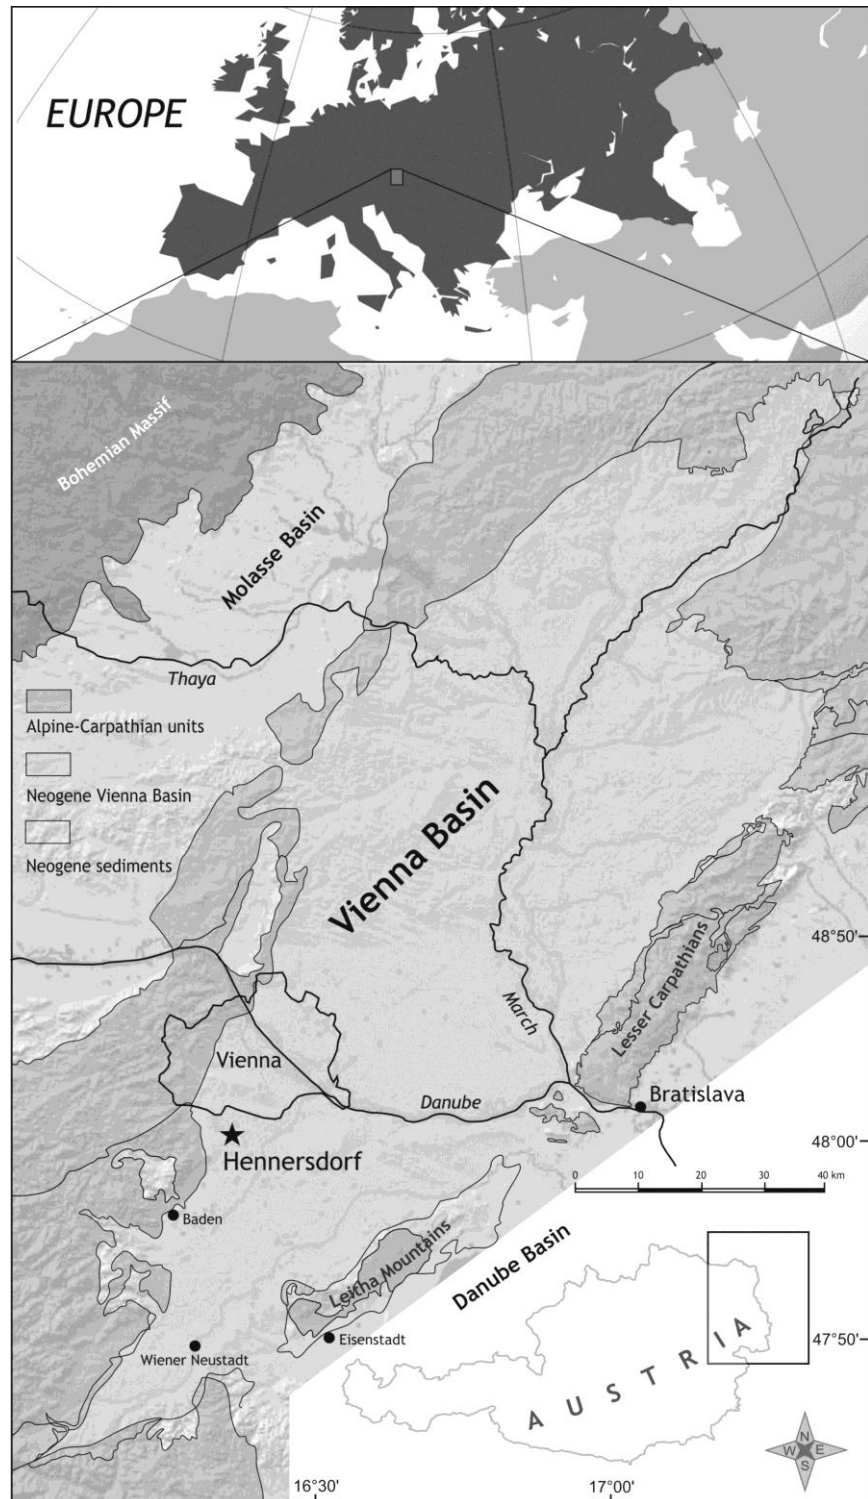 EUROPE
Bohemian Massif
Molasse Basin
Thaya
Alpine-Carpathian units
Neogene Vienna Basin
Neogene sediments
Vienna Basin
48°50'
Lesser Carpathians
March
Vienna
Danube
Bratislava
48°00'
Hennersdorf
0 10 20 30 40 km
Baden
Leitha Mountains
Danube Basin
Eisenstadt
47°50'
Wiener Neustadt
AUSTRIA
N
W E
S
16°30' 17°00'